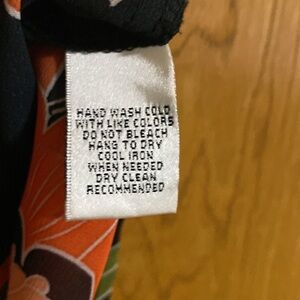 HAND WASH COLD
WITH LIKE COLORS
DO NOT BLEACH
HANG TO DRY
COOL IRON
WHEN NEEDED
DRY CLEAN
RECOMMENDED